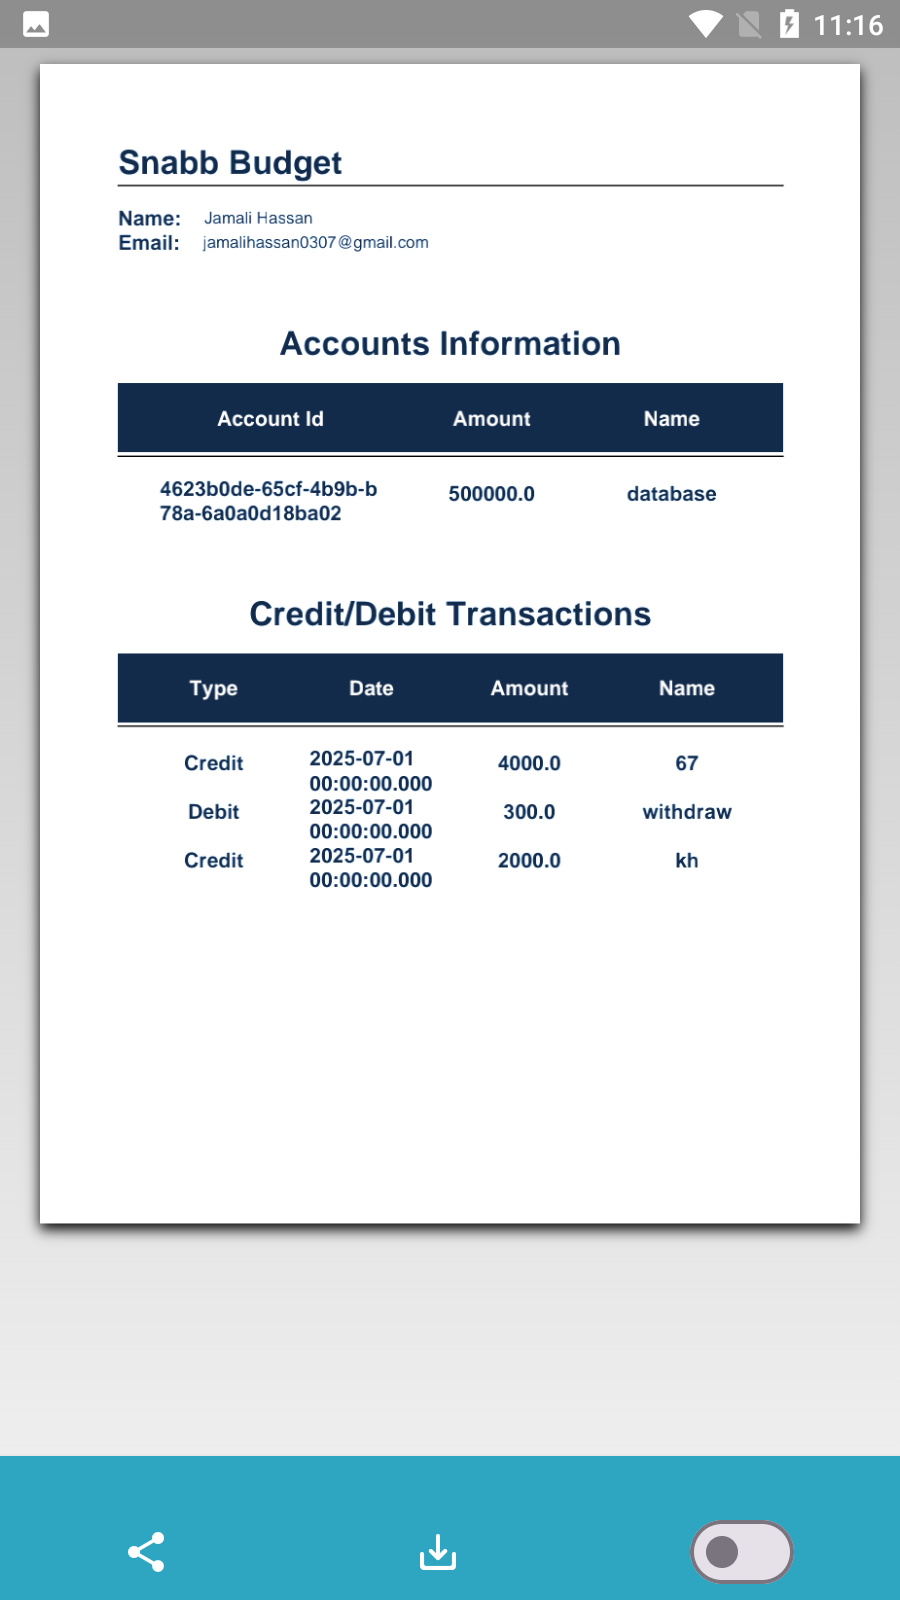 11:16
Snabb Budget
Name: Jamali Hassan
Email: jamalihassan0307@gmail.com
Accounts Information
Account Id Amount Name
4623b0de-65cf-4b9b-b 500000.0 database
78a-6a0a0d18ba02
Credit/Debit Transactions
Type Date Amount Name
Credit 2025-07-01 4000.0 67
00:00:00.000
Debit 2025-07-01 300.0 withdraw
00:00:00.000
Credit 2025-07-01 2000.0 kh
00:00:00.000